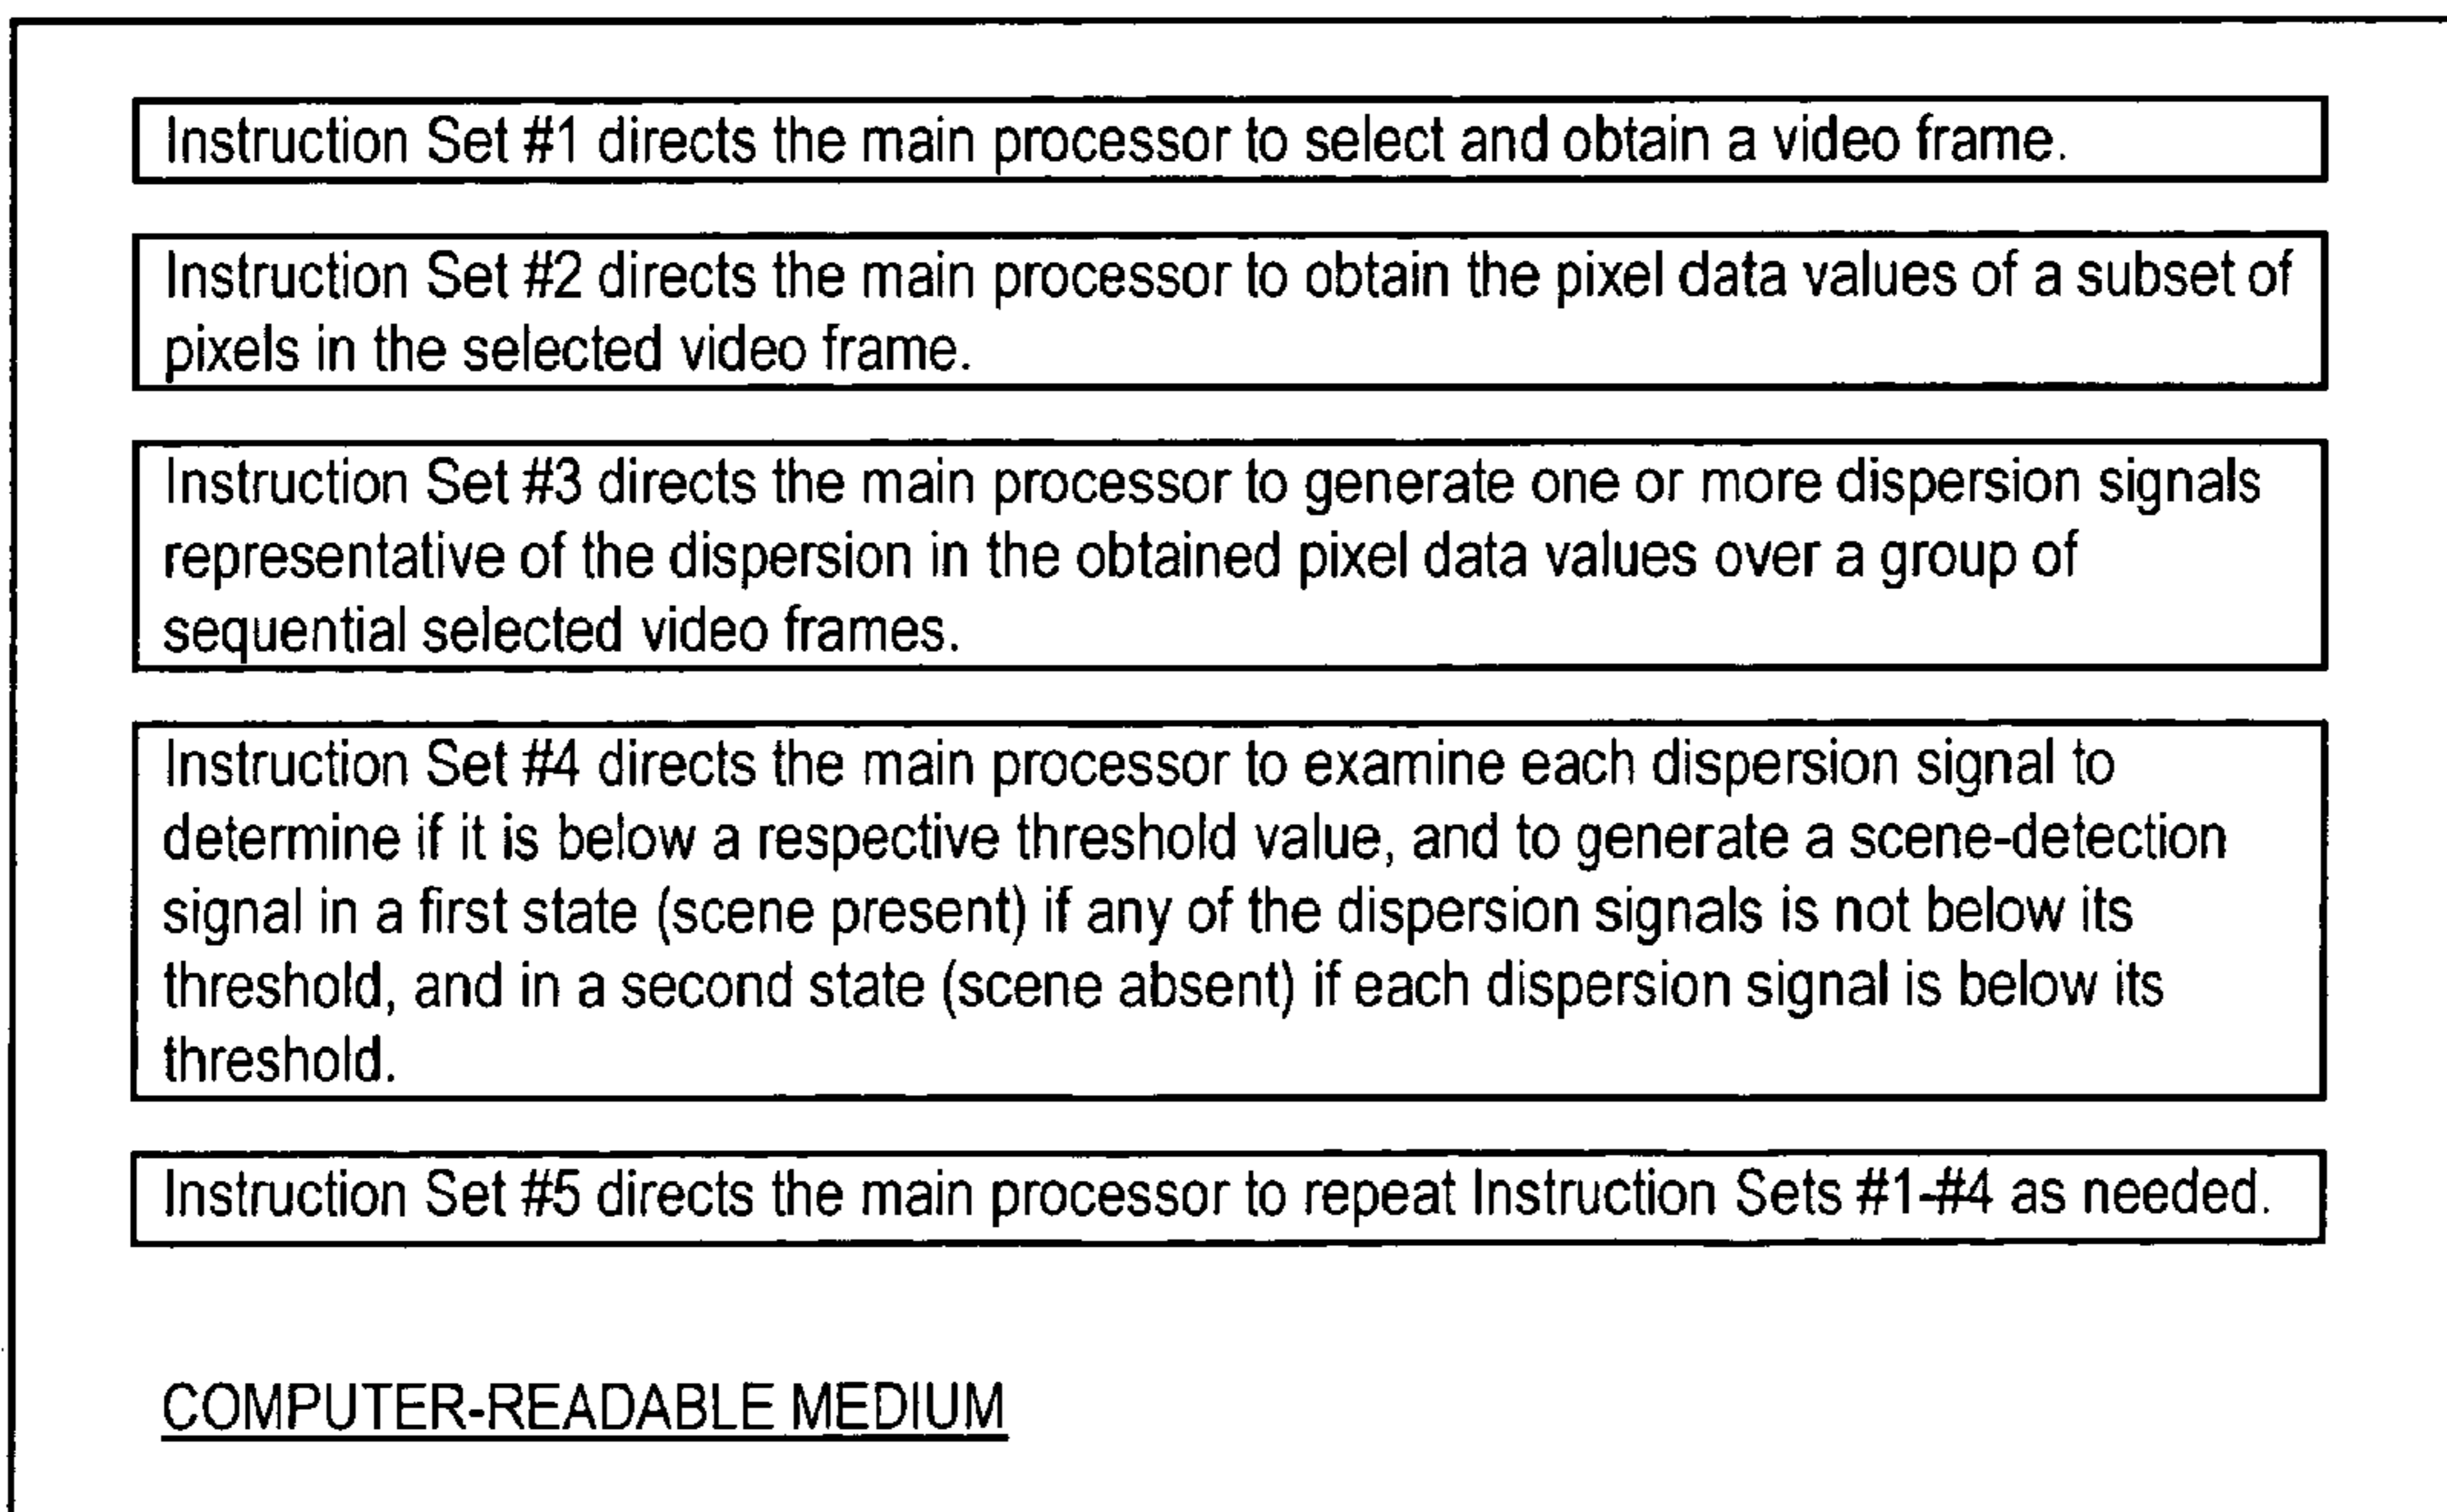 Instruction Set #1 directs the main processor to select and obtain a video frame.
Instruction Set #2 directs the main processor to obtain the pixel data values of a subset of
pixels in the selected video frame.
Instruction Set #3 directs the main processor to generate one or more dispersion signals
representative of the dispersion in the obtained pixel data values over a group of
sequential selected video frames.
Instruction Set #4 directs the main processor to examine each dispersion signal to
determine if it is below a respective threshold value, and to generate a scene-detection
signal in a first state (scene present) if any of the dispersion signals is not below its
threshold, and in a second state (scene absent) if each dispersion signal is below its
threshold.
Instruction Set #5 directs the main processor to repeat Instruction Sets #1-#4 as needed.
COMPUTER-READABLE MEDIUM